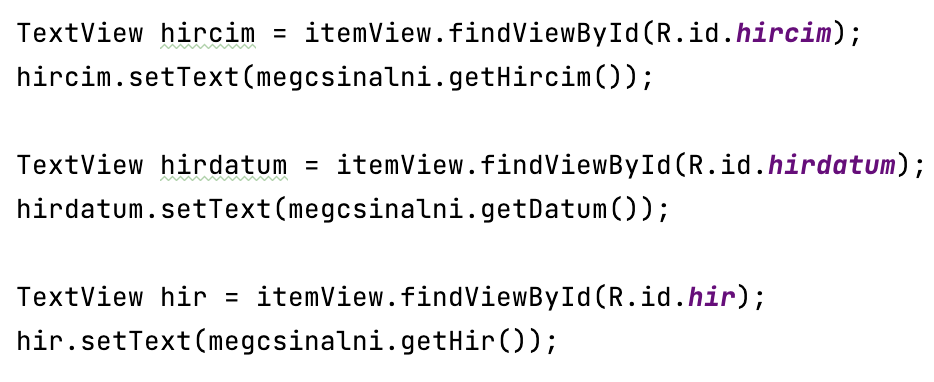 TextView hircim = itemView.findViewById(R.id.hircim);
hircim.setText(megcsinalni.getHircim());
TextView hirdatum = itemView.findViewById(R.id.hirdatum);
hirdatum.setText(megcsinalni.getDatum());
TextView hir = itemView.findViewById(R.id.hir);
hir.setText(megcsinalni.getHir());